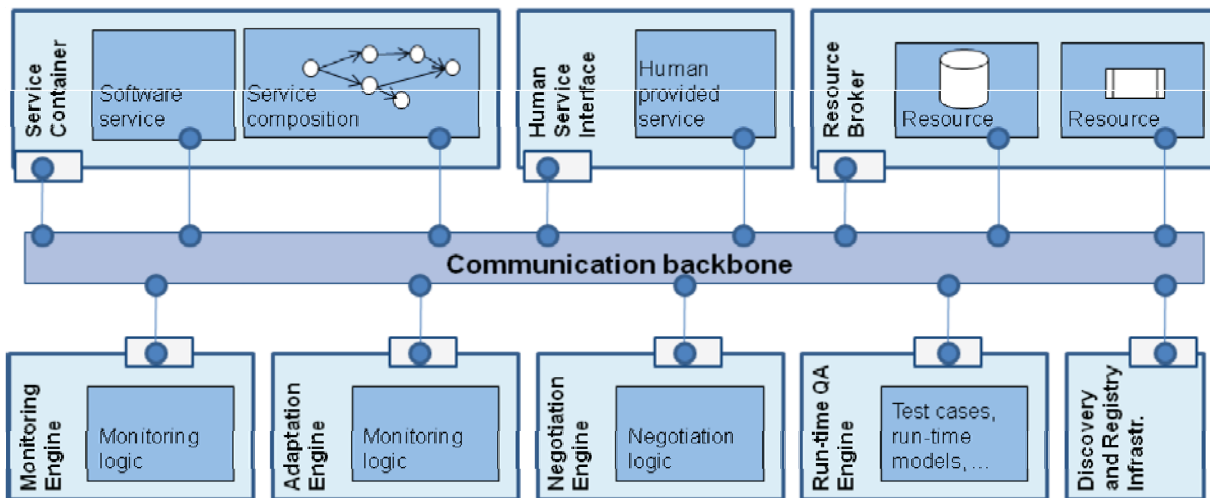 Service
Container
Software
service
Service
composition
Human
Service
Interface
Human
provided
service
Resource
Broker
Resource
Resource
Communication backbone
Monitoring
Engine
Monitoring
logic
Adaptation
Engine
Monitoring
logic
Negotiation
Engine
Negotiation
logic
Run-time QA
Engine
Test cases,
run-time
models, ...
Discovery
and Registry
Infrastr.